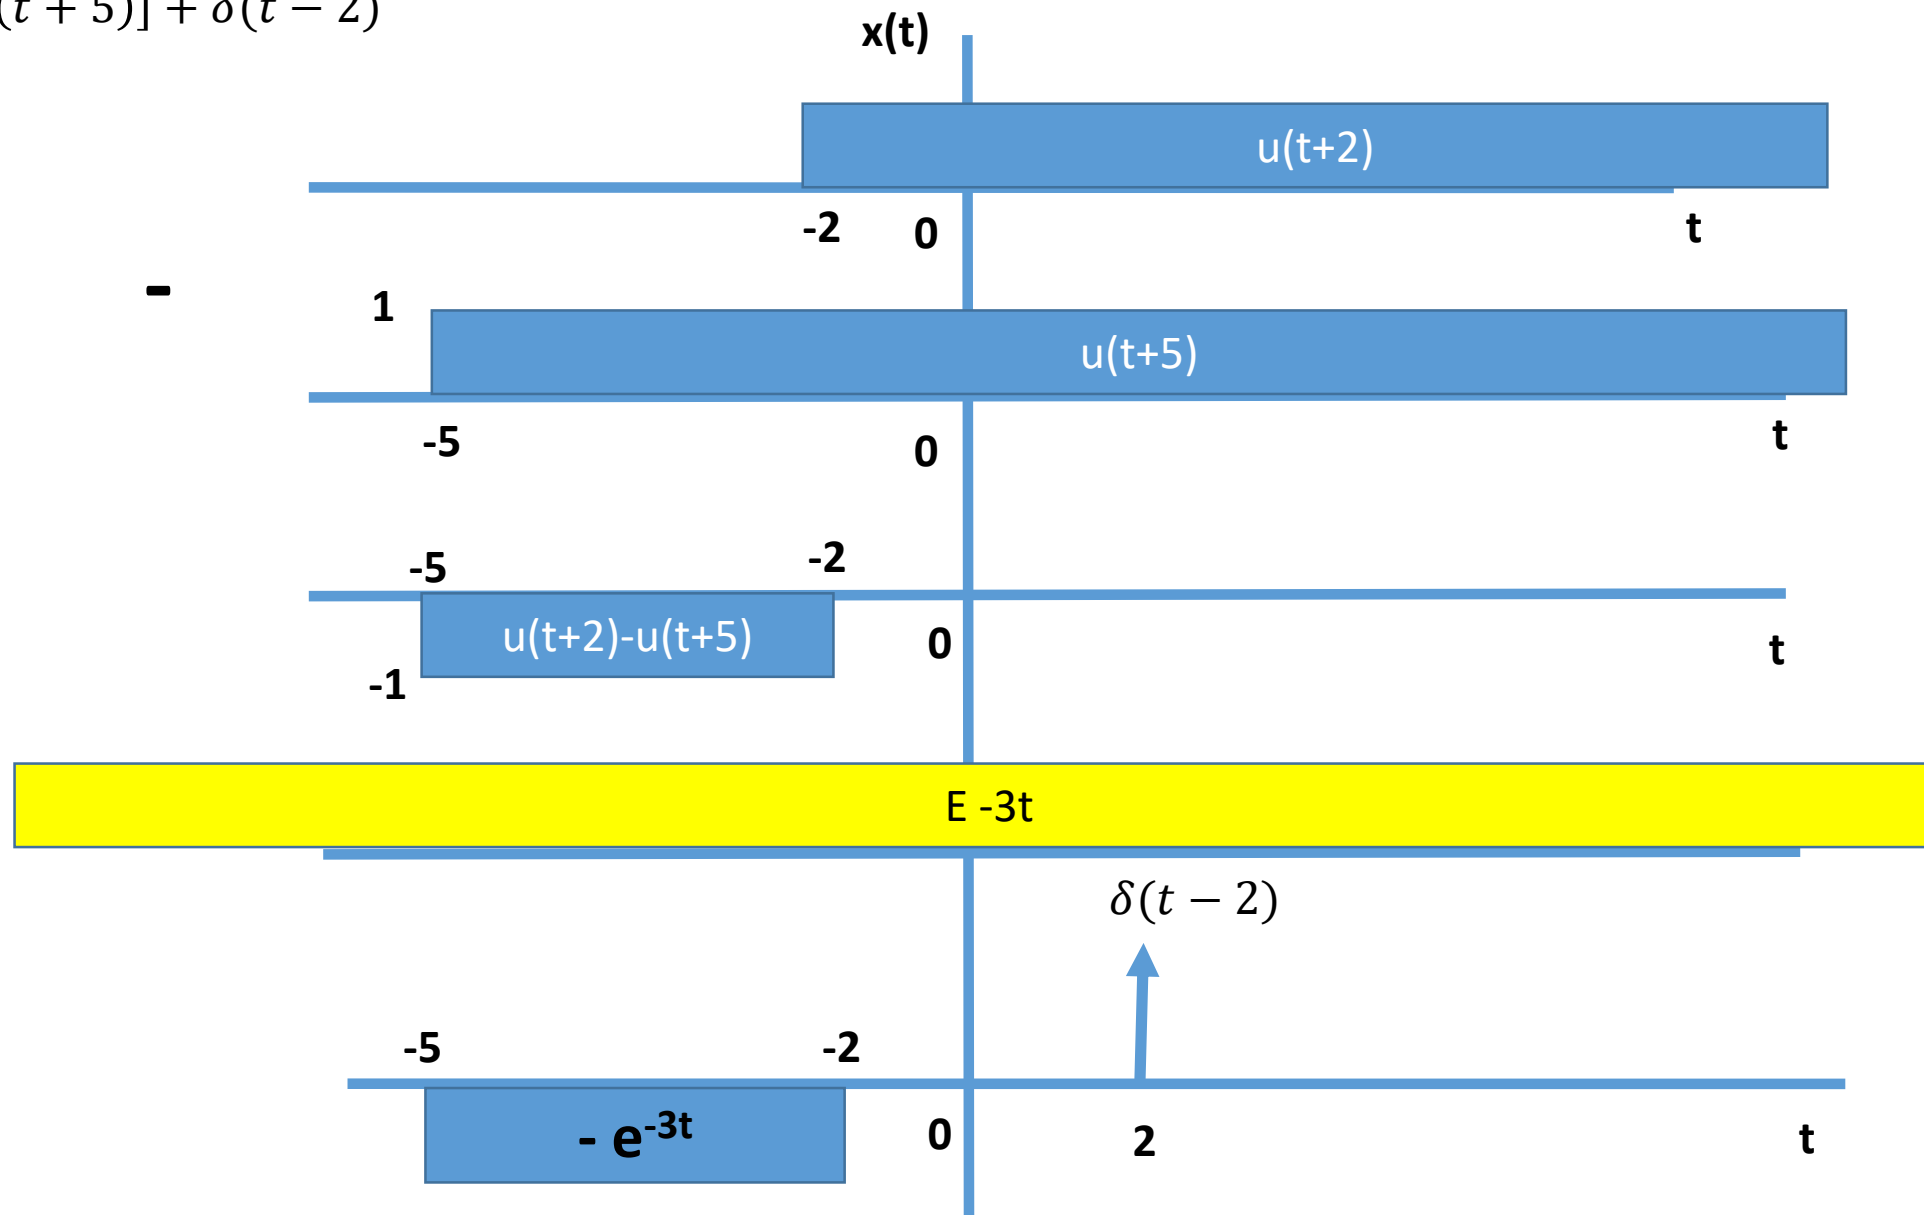 (t + 5)] + δ(t − 2)
x(t)
u(t+2)
-2 0 t
-
1
u(t+5)
-5 0 t
-5 -2
u(t+2)-u(t+5)
0 t
-1
E -3t
δ(t − 2)
-5 -2
- e-3t
0 2 t